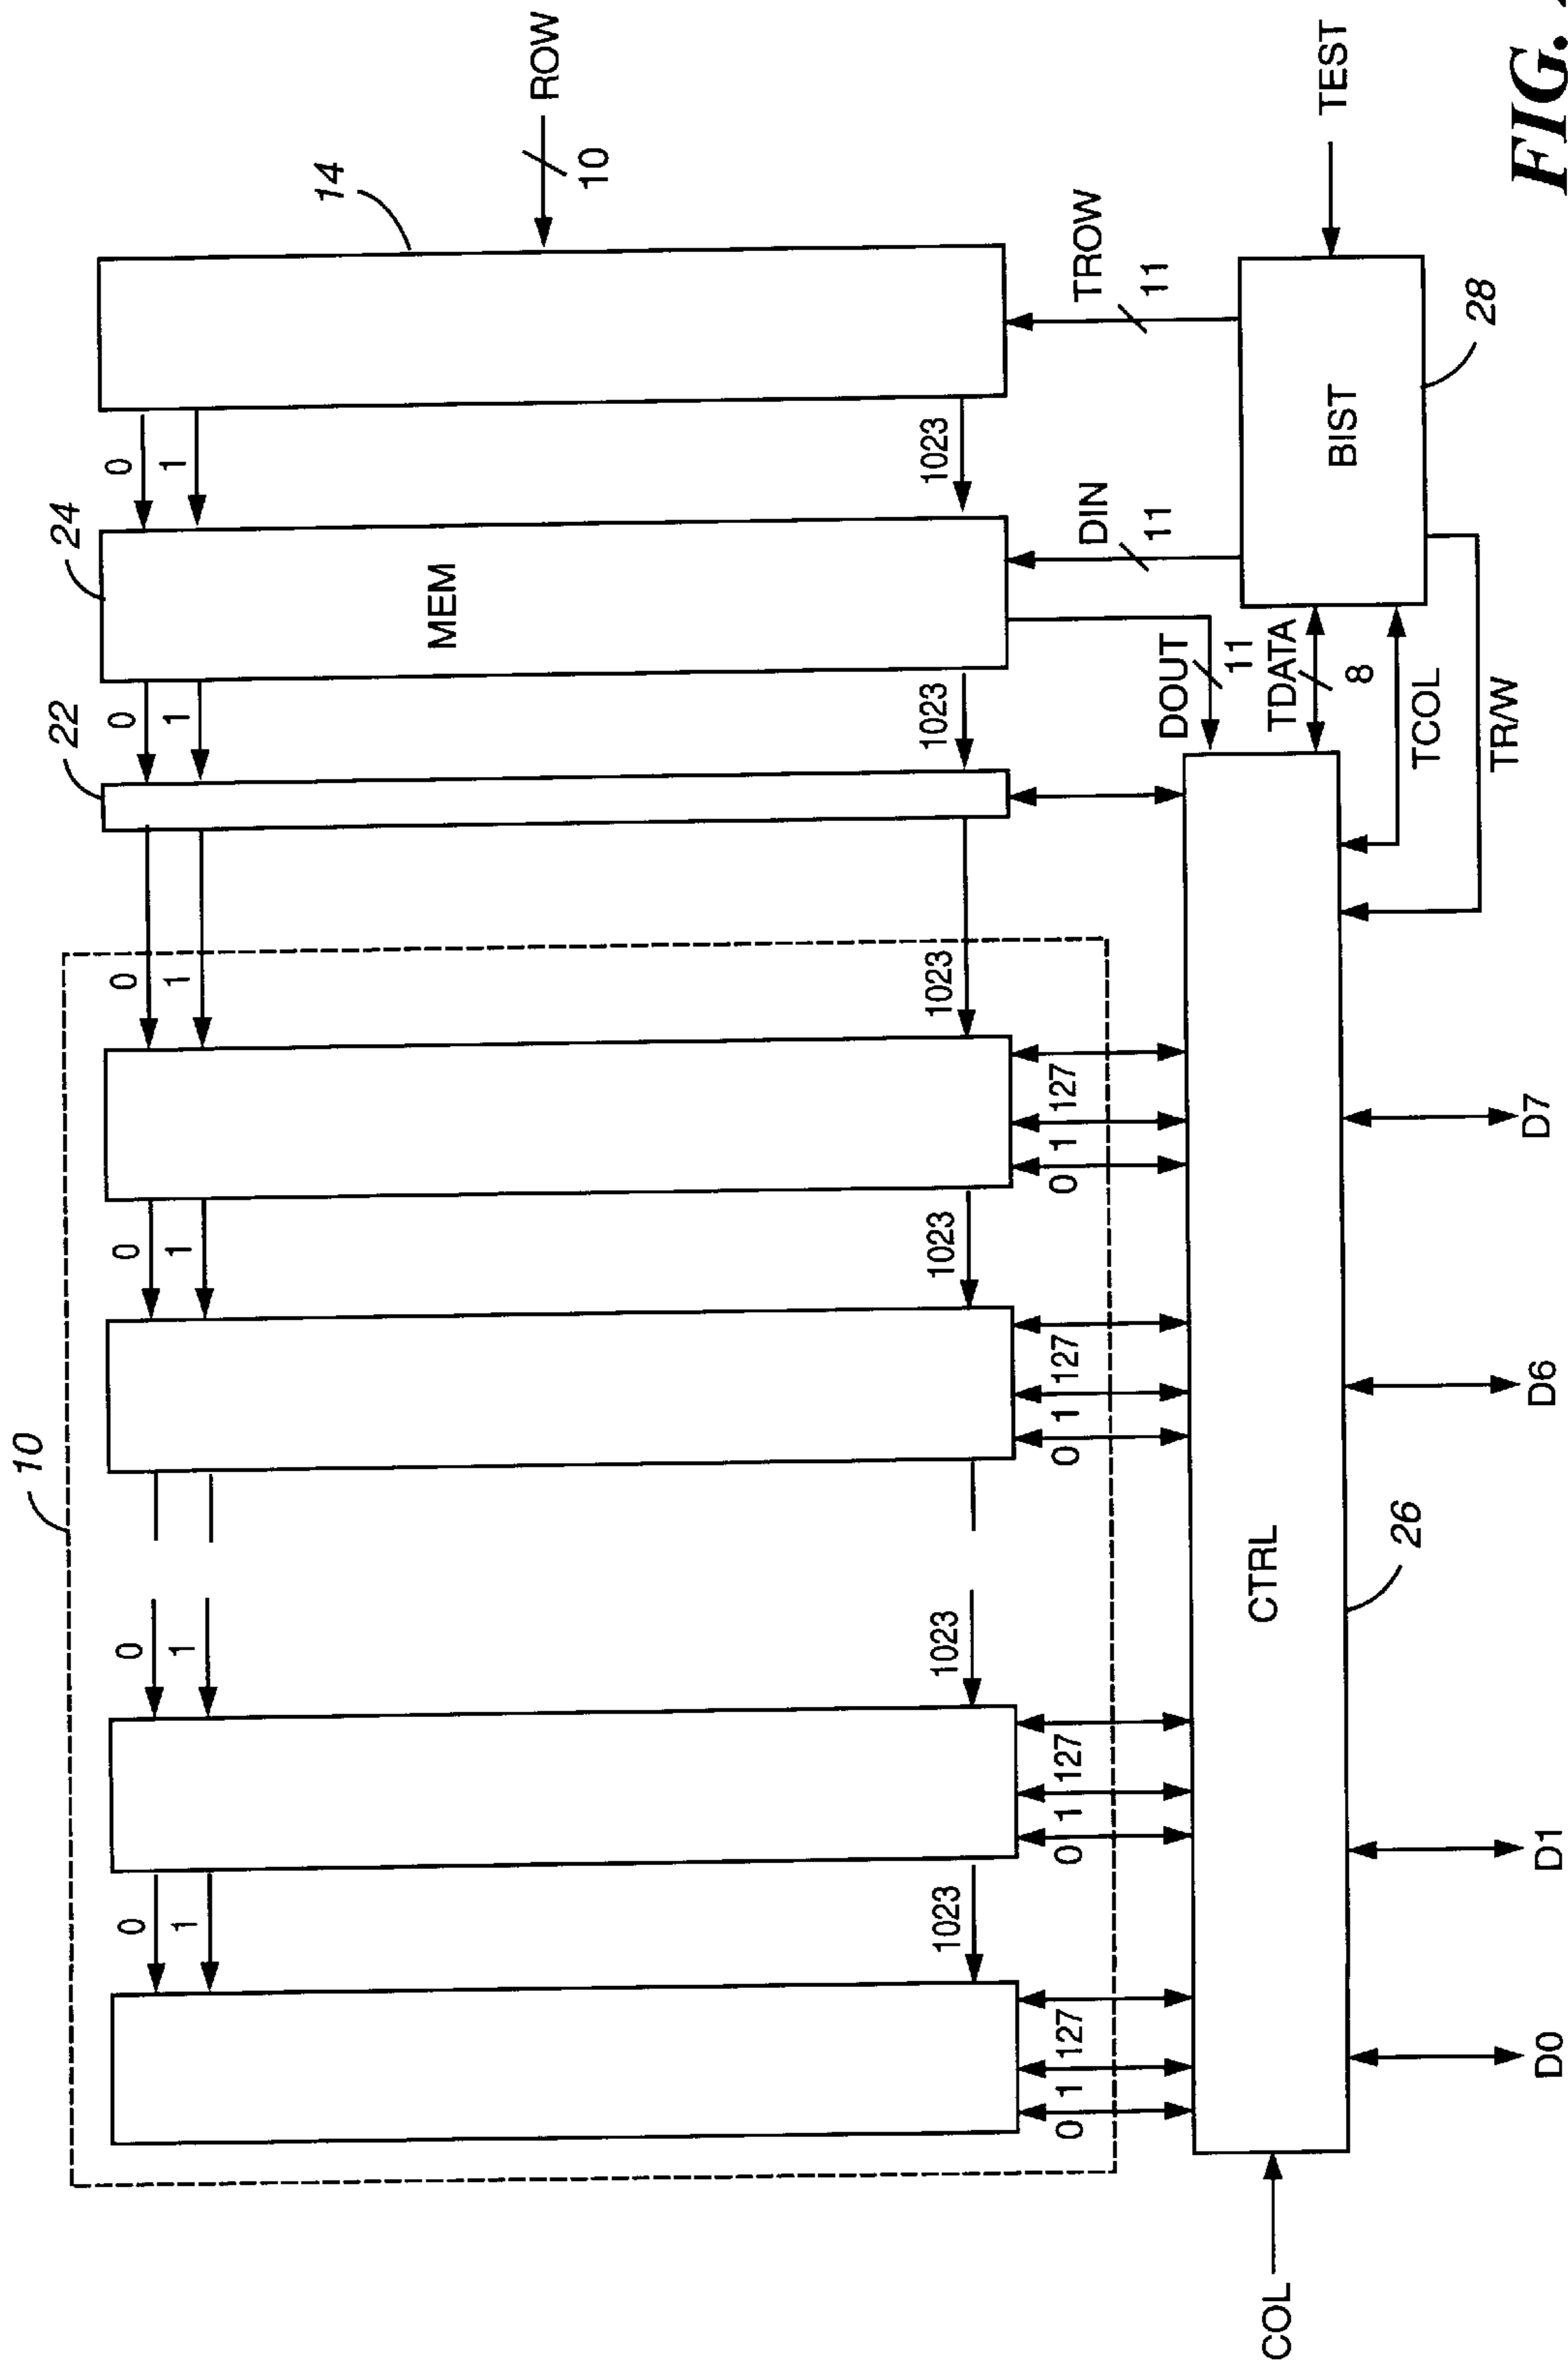 10
22
24
14
0
1
1023
0
1
1023
0
1
1023
0
1
1023
0
1
1023
0
1
1023
MEM
ROW
10
0 1 127
0 1 127
0 1 127
0 1 127
DOUT
11
DIN
11
TROW
11
TDATA
8
TCOL
TR/W
COL
CTRL
26
BIST
28
TEST
D0
D1
D6
D7
FIG.